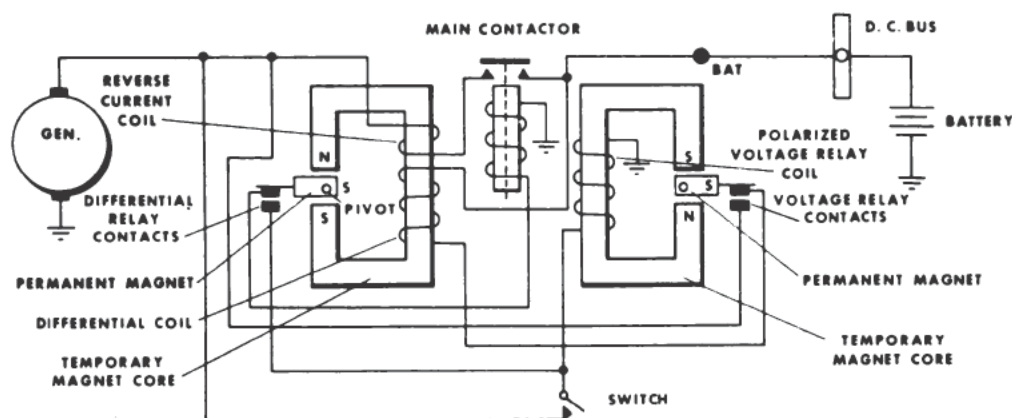 MAIN CONTACTOR
D.C. BUS
BAT
REVERSE
CURRENT
COIL
GEN.
BATTERY
POLARIZED
VOLTAGE RELAY
COIL
N
S
S
PIVOT
S
S
N
DIFFERENTIAL
RELAY
CONTACTS
VOLTAGE RELAY
CONTACTS
PERMANENT MAGNET
PERMANENT MAGNET
DIFFERENTIAL COIL
TEMPORARY
MAGNET CORE
TEMPORARY
MAGNET CORE
SWITCH